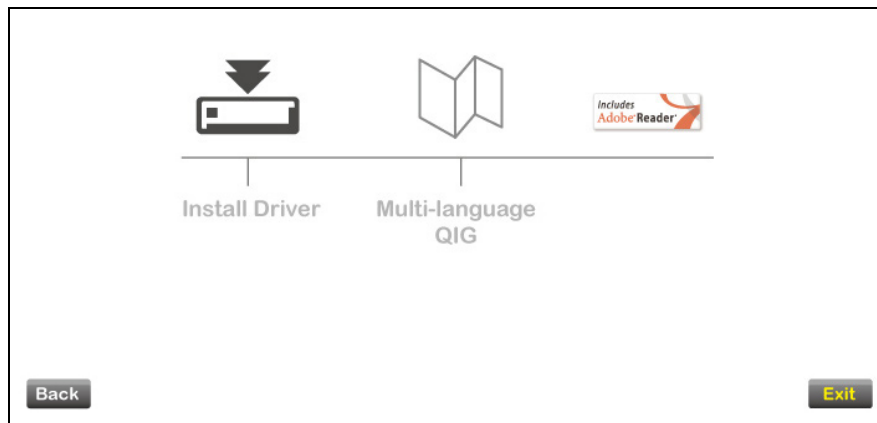 Includes
Adobe® Reader®
Install Driver
Multi-language
QIG
Back
Exit